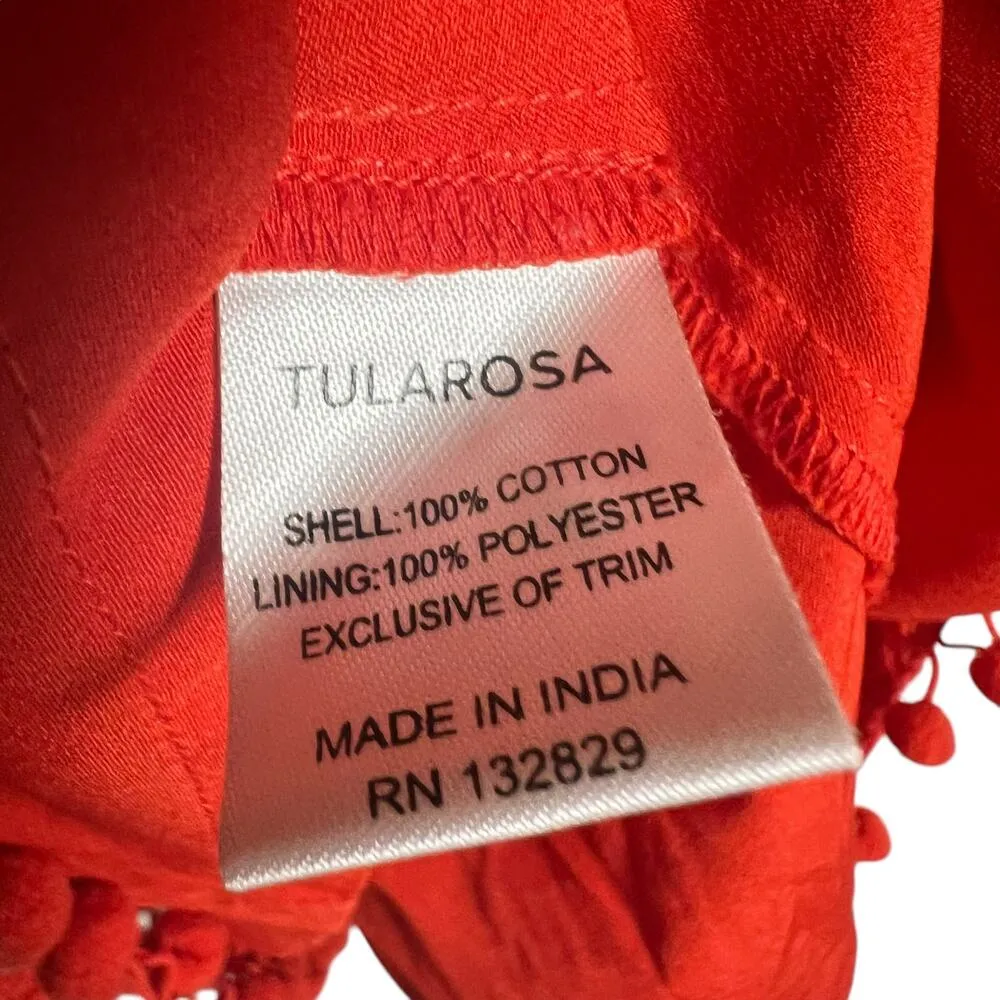 TULAROSA
SHELL:100% COTTON
LINING:100% POLYESTER
EXCLUSIVE OF TRIM
MADE IN INDIA
RN 132829